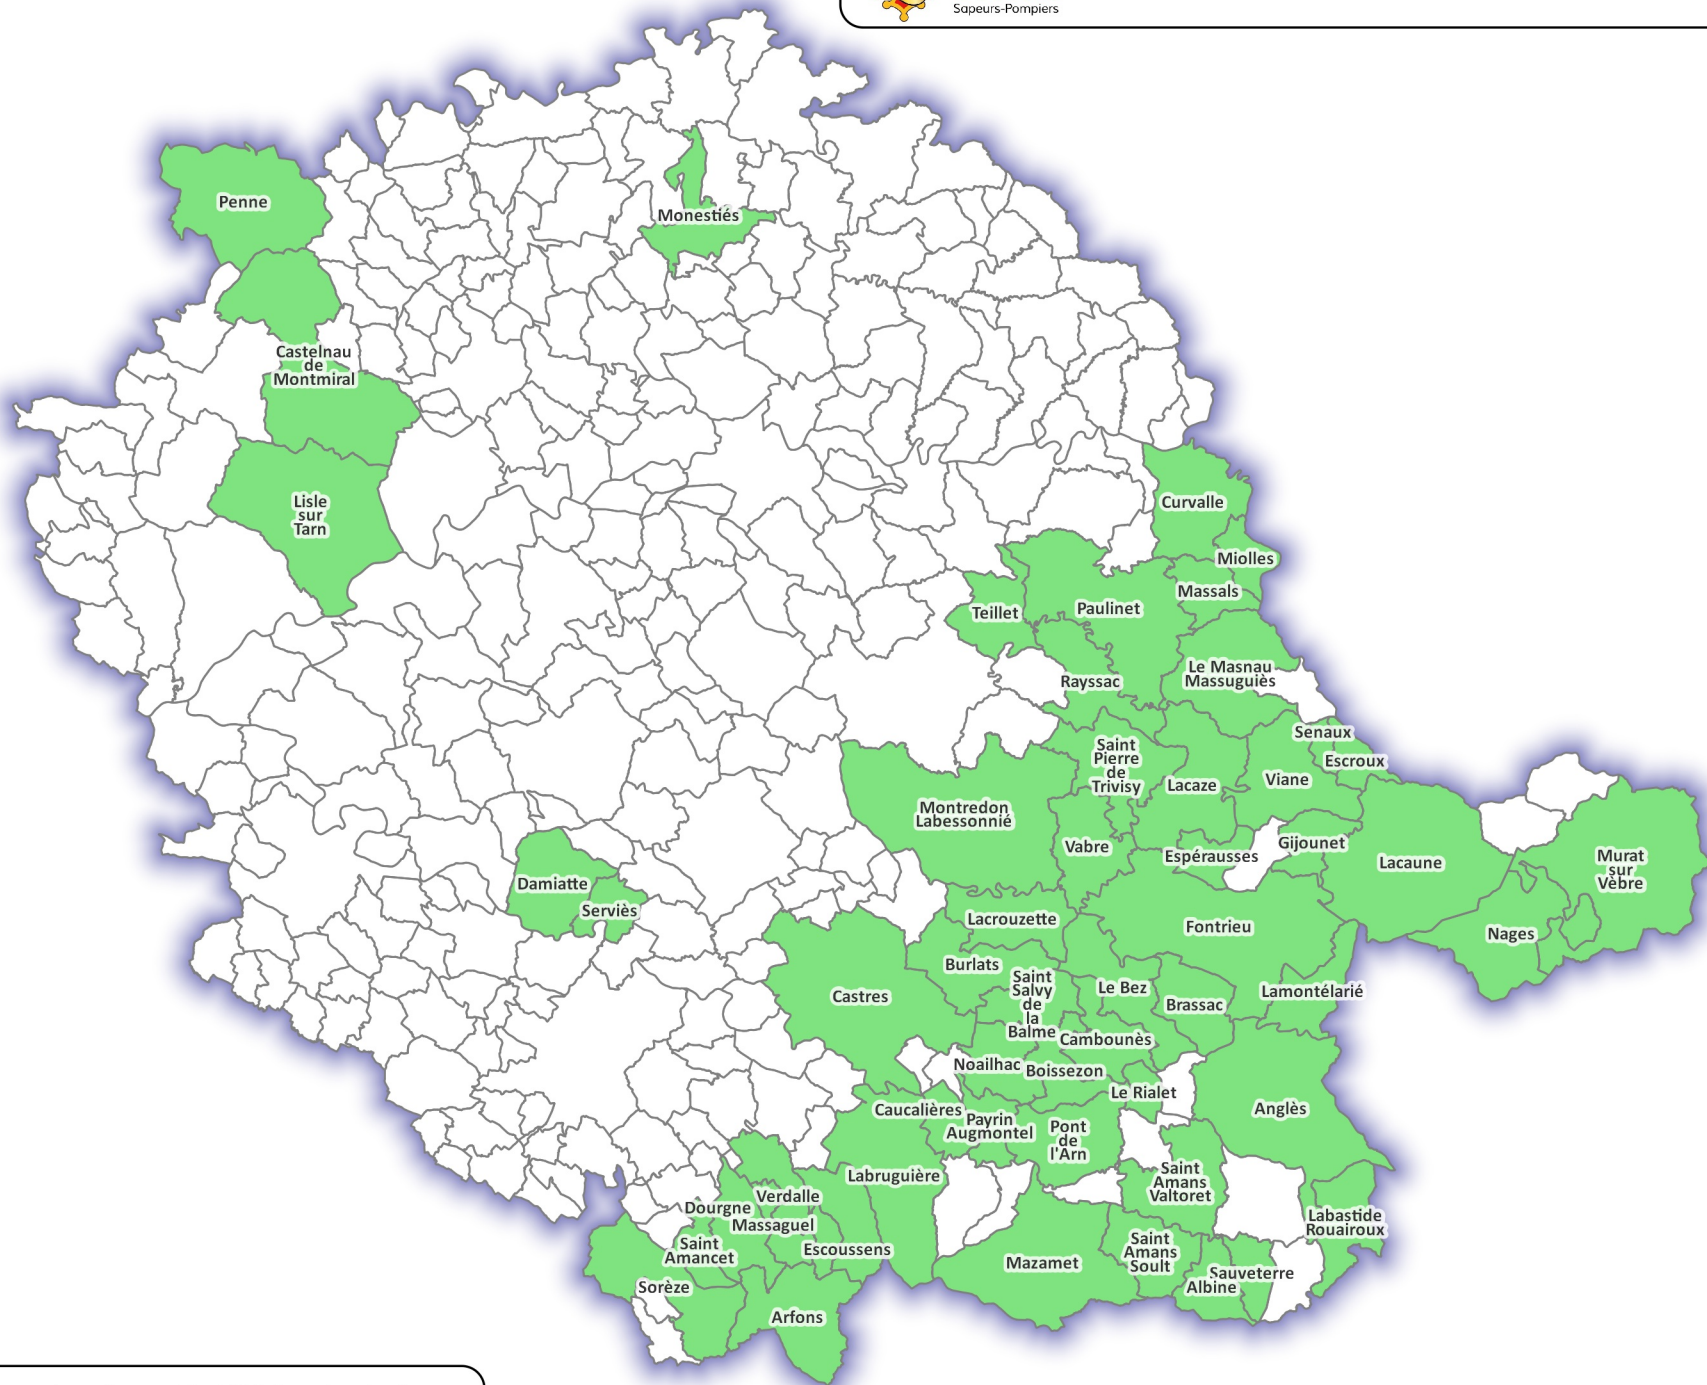 Sapeurs-Pompiers
Penne
Monestiés
Castelnau
de
Montmiral
Lisle
sur
Tarn
Curvalle
Miolles
Massals
Teillet
Paulinet
Le Masnau
Massuguiès
Rayssac
Senaux
Escroux
Saint
Pierre
de
Trivisy
Lacaze
Viane
Montredon
Labessonnié
Vabre
Espérausses
Gijounet
Lacaune
Murat
sur
Vèbre
Damiatte
Serviès
Lacrouzette
Fontrieu
Nages
Burlats
Castres
Saint
Salvy
de
la
Balme
Le Bez
Brassac
Lamontélarié
Cambounès
Noailhac
Boissezon
Le Rialet
Anglès
Caucalières
Payrin
Augmontel
Pont
de
l'Arn
Labruguière
Saint
Amans
Valtoret
Verdalle
Dourgne
Massaguel
Labastide
Rouairoux
Saint
Amancet
Escoussens
Mazamet
Saint
Amans
Soult
Sauveterre
Albine
Sorèze
Arfons